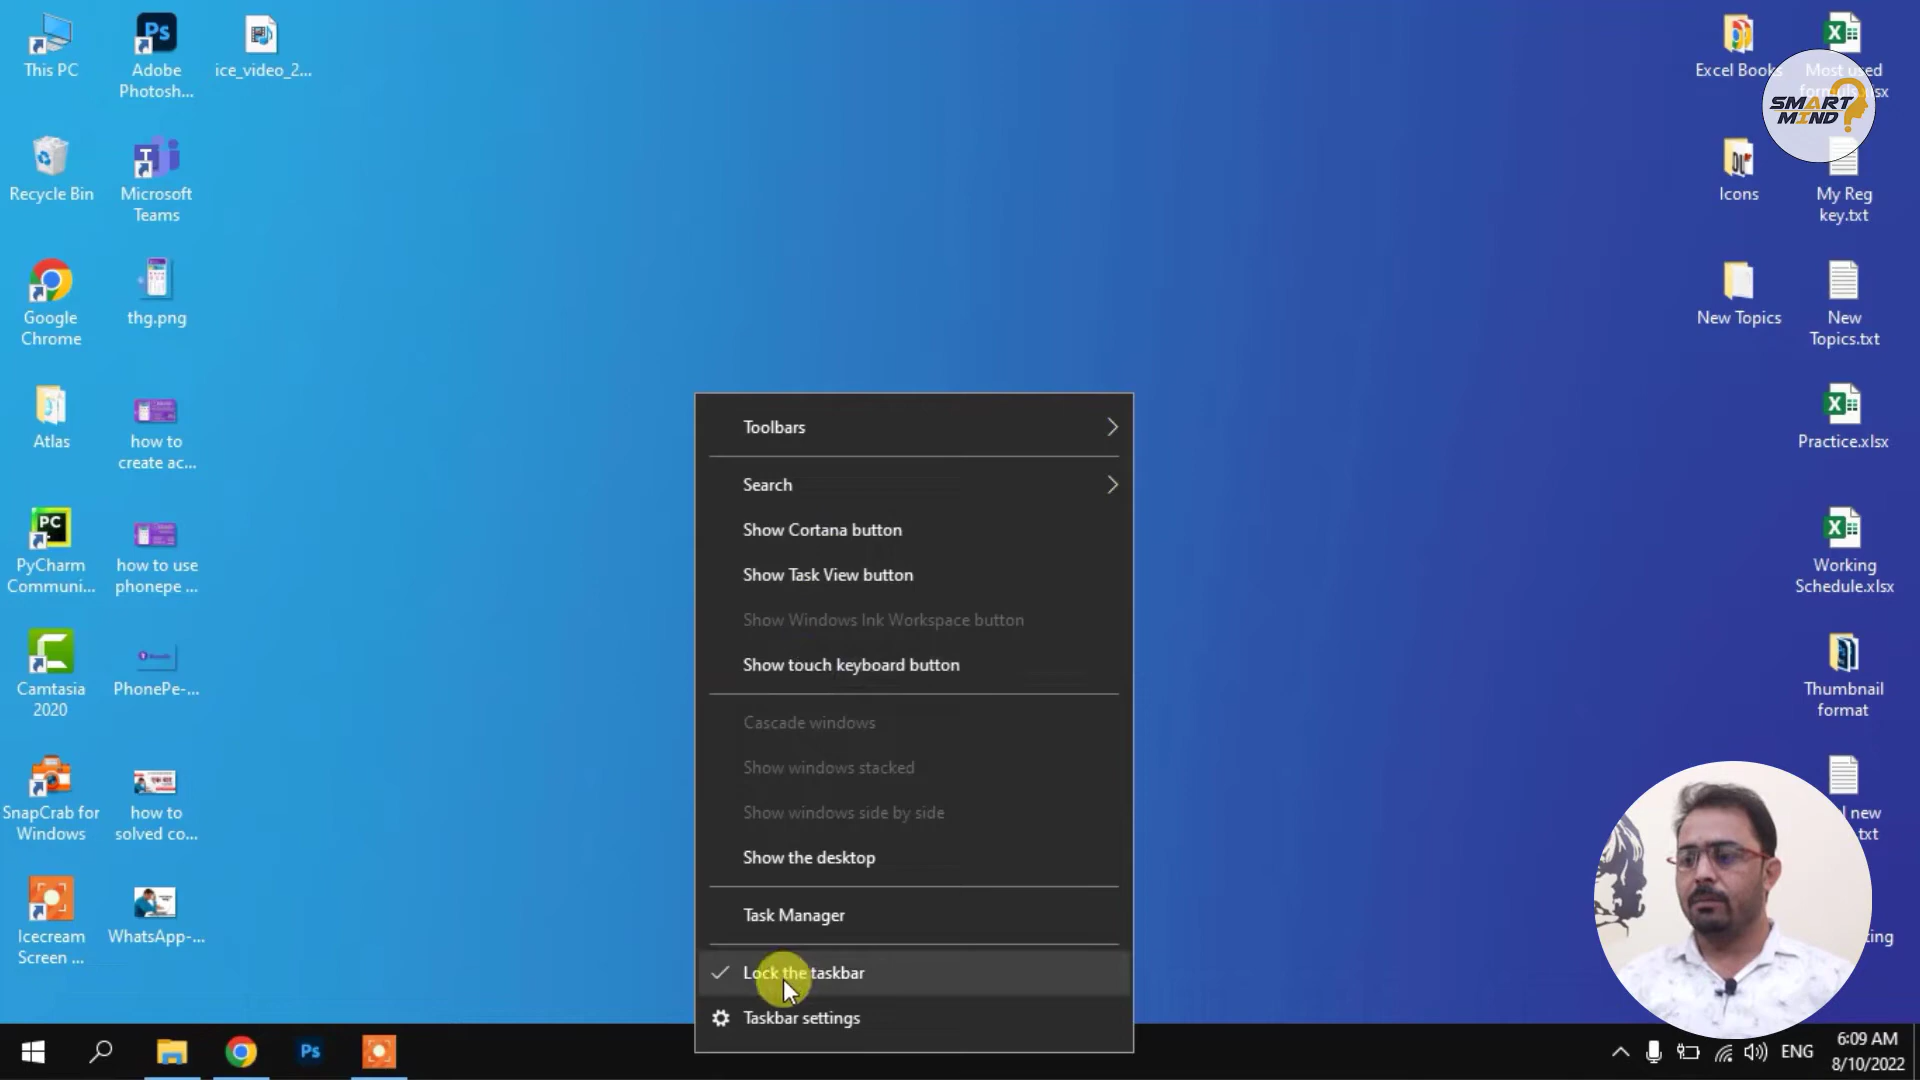 This PC
Adobe
Photosh...
ice_video_2...
Excel Books
Most used
SMART
MIND
Recycle Bin
Microsoft
Teams
Icons
My Reg
key.txt
Google
Chrome
thg.png
New Topics
New
Topics.txt
Atlas
how to
create ac...
Practice.xlsx
PyCharm
Communi...
how to use
phonepe ...
Working
Schedule.xlsx
Camtasia
2020
PhonePe-...
Thumbnail
format
SnapCrab for
Windows
how to
solved co...
new
.txt
Icecream
Screen ...
WhatsApp-...
Toolbars
Search
Show Cortana button
Show Task View button
Show Windows Ink Workspace button
Show touch keyboard button
Cascade windows
Show windows stacked
Show windows side by side
Show the desktop
Task Manager
Lock the taskbar
Taskbar settings
Ps
ENG
6:09 AM
8/10/2022